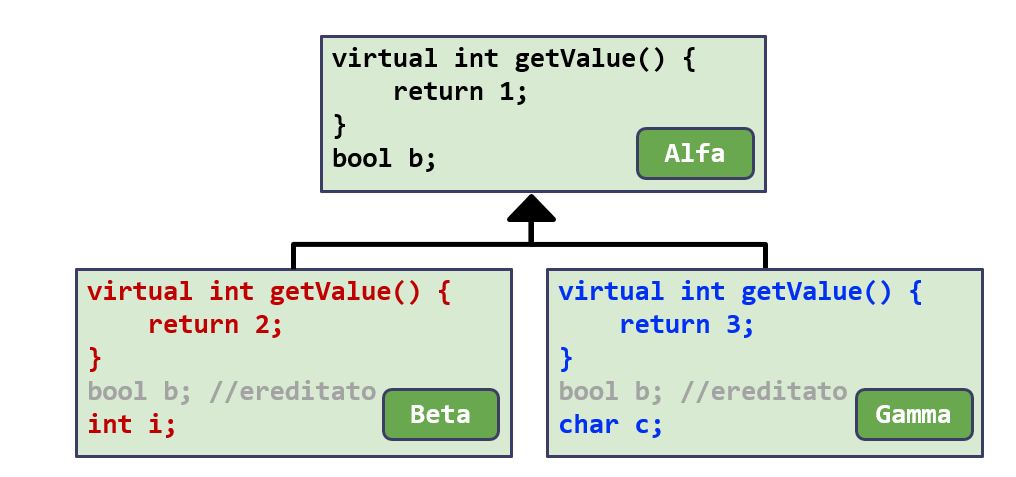 virtual int getValue() {
    return 1;
}
bool b;
Alfa
virtual int getValue() {
    return 2;
}
bool b; //ereditato
int i;
Beta
virtual int getValue() {
    return 3;
}
bool b; //ereditato
char c;
Gamma